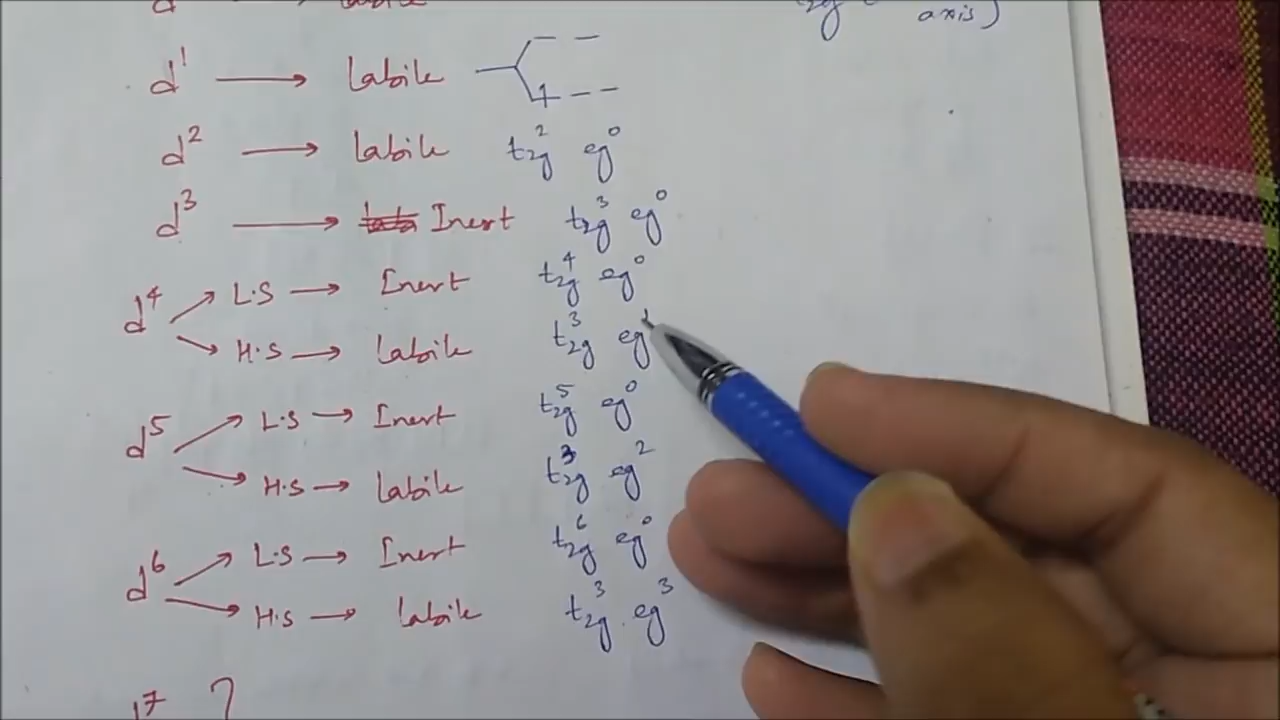 axis)
d¹ → Labile
d² → Labile t₂g² eg⁰
d³ → Inert t₂g³ eg⁰
d⁴ L.S → Inert t₂g⁴ eg⁰
H.S → Labile t₂g³ eg¹
d⁵ L.S → Inert t₂g⁵ eg⁰
H.S → Labile t₂g³ eg²
d⁶ L.S → Inert t₂g⁶ eg⁰
H.S → Labile t₂g³ eg³
d⁷ ?